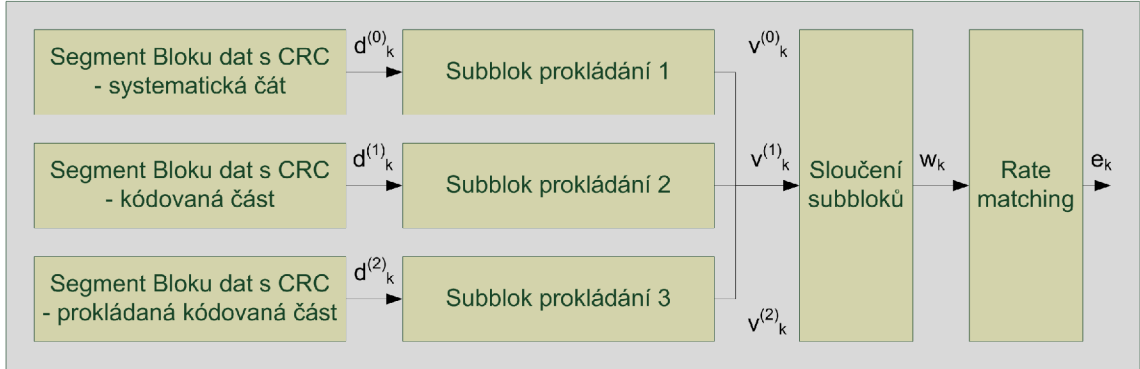 Segment Bloku dat s CRC
- systematická čát
d(0)k
Subblok prokládání 1
v(0)k
Segment Bloku dat s CRC
- kódovaná část
d(1)k
Subblok prokládání 2
v(1)k
Sloučení
subbloků
wk
Rate
matching
ek
Segment Bloku dat s CRC
- prokládaná kódovaná část
d(2)k
Subblok prokládání 3
v(2)k